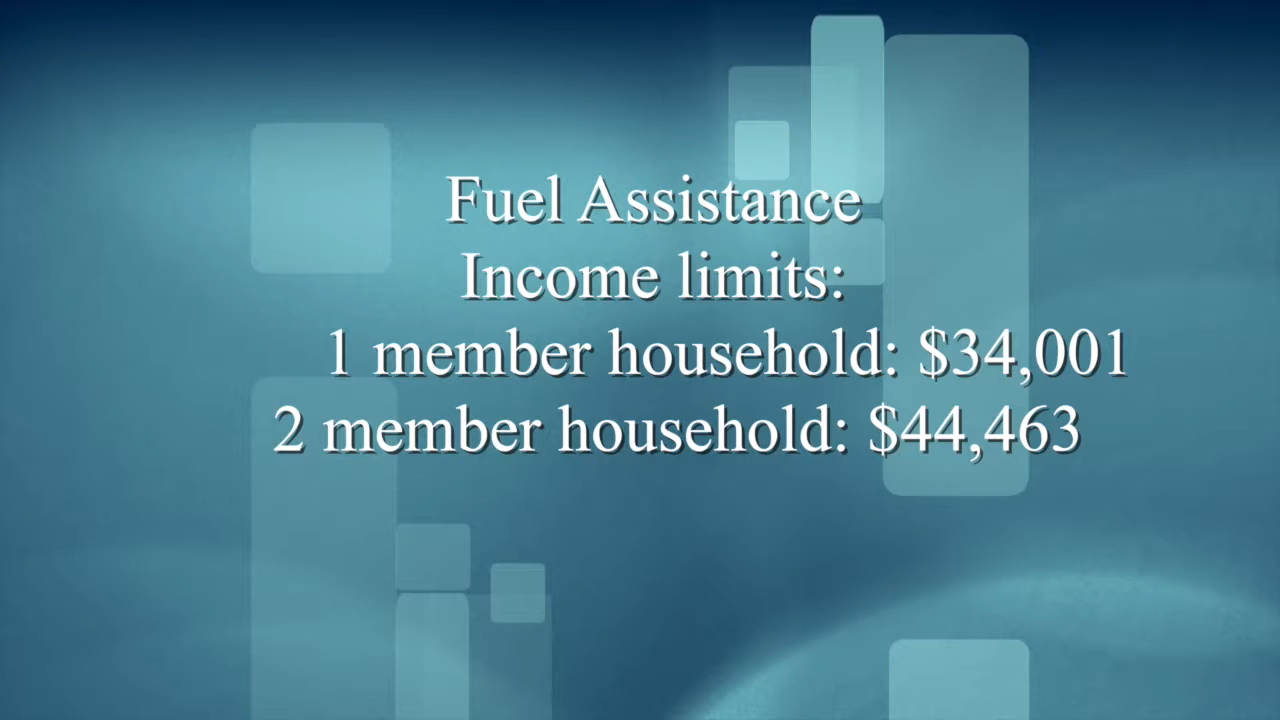 Fuel Assistance
Income limits:
1 member household: $34,001
2 member household: $44,463